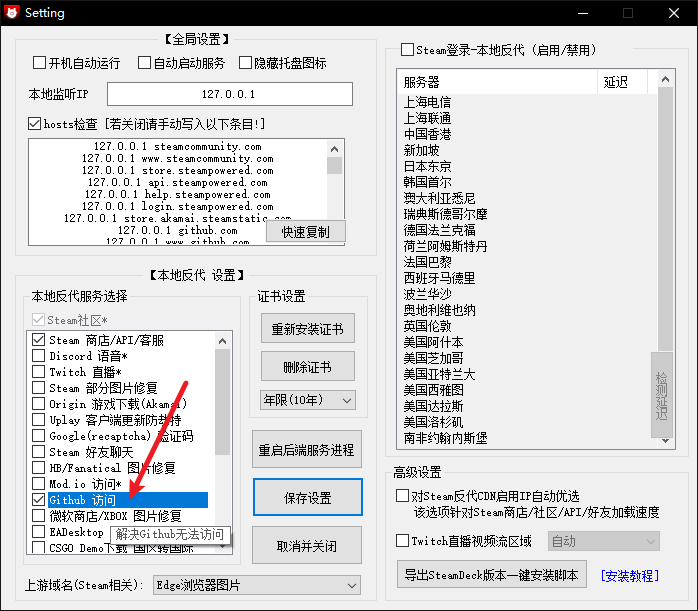 Setting
【全局设置】
开机自动运行
自动启动服务
隐藏托盘图标
本地监听IP
127.0.0.1
hosts检查 [若关闭请手动写入以下条目!]
127.0.0.1 steamcommunity.com
127.0.0.1 www.steamcommunity.com
127.0.0.1 store.steampowered.com
127.0.0.1 api.steampowered.com
127.0.0.1 help.steampowered.com
127.0.0.1 login.steampowered.com
127.0.0.1 store.akamai.steamstatic.
127.0.0.1 github.com
127.0.0.1 www.github.com
快速复制
【本地反代 设置】
本地反代服务选择
Steam社区*
Steam 商店/API/客服
Discord 语音*
Twitch 直播*
Steam 部分图片修复
Origin 游戏下载(Akamai)
Uplay 客户端更新防劫持
Google(recaptcha) 验证码
Steam 好友聊天
HB/Fanatical 图片修复
Mod.io 访问*
Github 访问
微软商店/XBOX 图片修复
EADesktop
解决Github无法访问
CSGO Demo下载 国区转国际
上游域名(Steam相关):
Edge浏览器图片
证书设置
重新安装证书
删除证书
年限(10年)
重启后端服务进程
保存设置
取消并关闭
Steam登录-本地反代（启用/禁用）
服务器 延迟
上海电信
上海联通
中国香港
新加坡
日本东京
韩国首尔
澳大利亚悉尼
瑞典斯德哥尔摩
德国法兰克福
荷兰阿姆斯特丹
法国巴黎
西班牙马德里
波兰华沙
奥地利维也纳
英国伦敦
美国阿什本
美国芝加哥
美国亚特兰大
美国西雅图
美国达拉斯
美国洛杉矶
南非约翰内斯堡
检测延迟
高级设置
对Steam反代CDN启用IP自动优选
该选项针对Steam商店/社区/API/好友加载速度
Twitch直播视频流区域
自动
导出SteamDeck版本一键安装脚本
[安装教程]